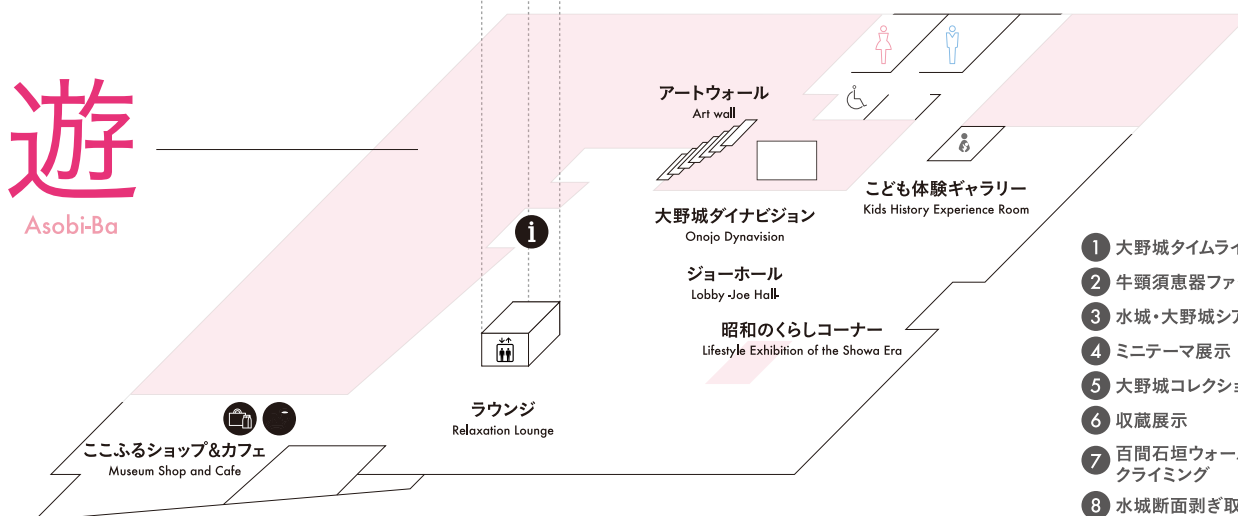 遊
Asobi-Ba
アートウォール
Art wall
こども体験ギャラリー
Kids History Experience Room
大野城ダイナビジョン
Onojo Dynavision
i
ジョーホール
Lobby -Joe Hall-
昭和のくらしコーナー
Lifestyle Exhibition of the Showa Era
ラウンジ
Relaxation Lounge
ここふるショップ&カフェ
Museum Shop and Cafe
1 大野城タイムライ
2 牛頸須恵器ファ
3 水城・大野城シア
4 ミニテーマ展示
5 大野城コレクショ
6 収蔵展示
7 百間石垣ウォー
クライミング
8 水城断面剥ぎ取